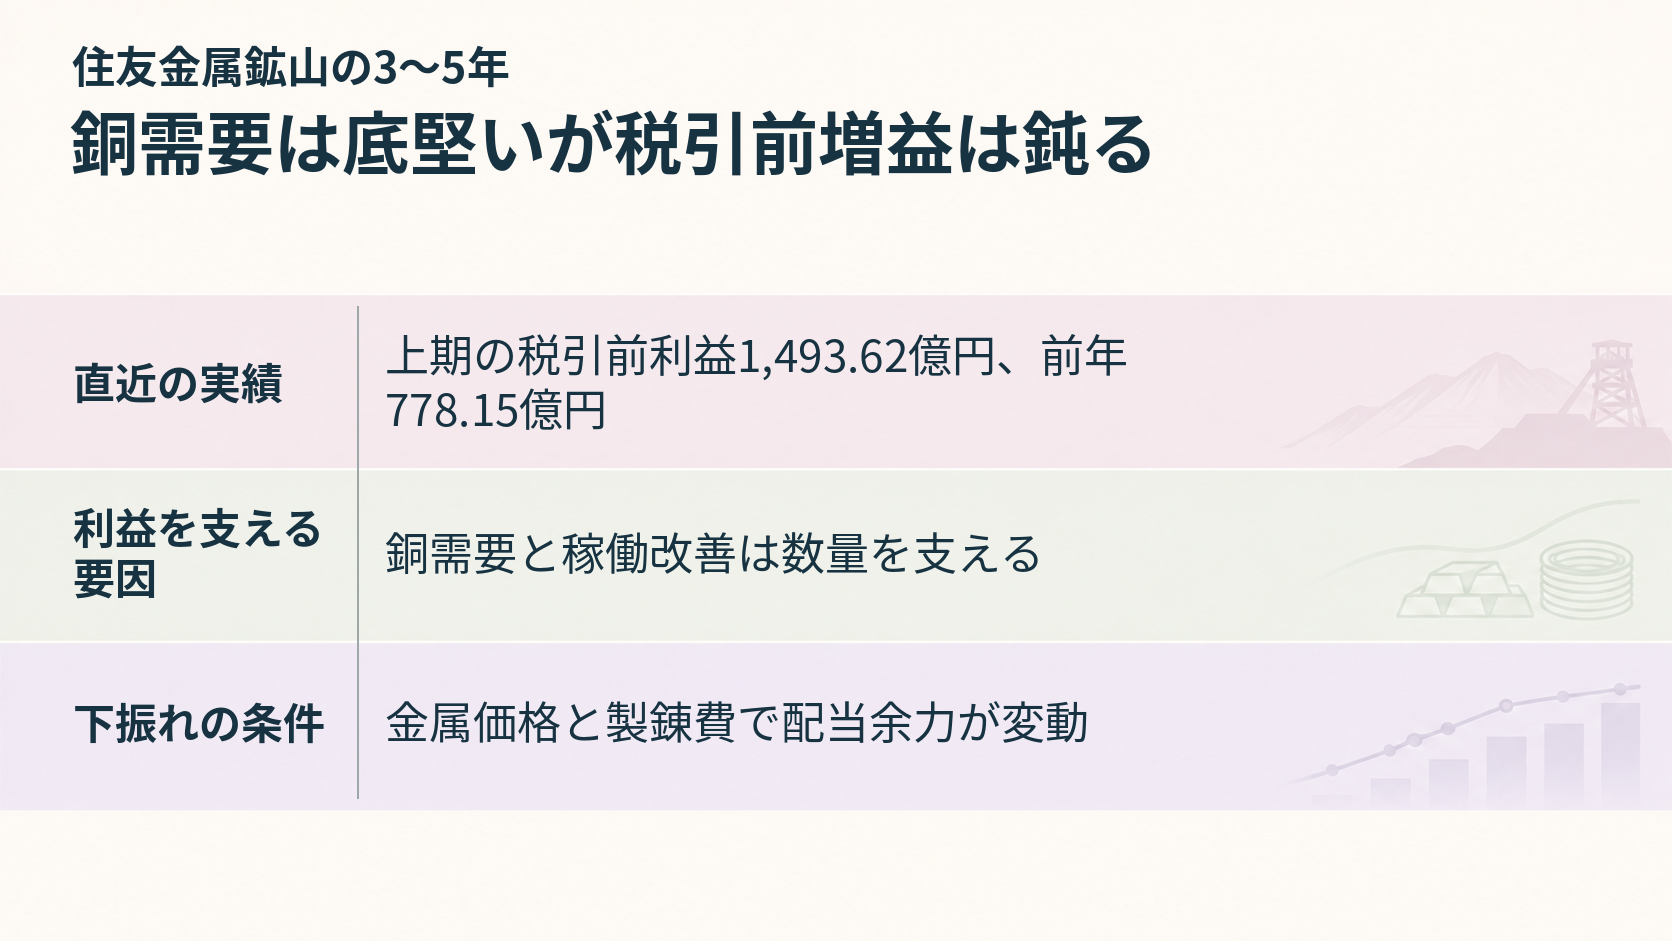 住友金属鉱山の3〜5年
銅需要は底堅いが税引前増益は鈍る
直近の実績
上期の税引前利益1,493.62億円、前年
778.15億円
利益を支える
要因
銅需要と稼働改善は数量を支える
下振れの条件
金属価格と製錬費で配当余力が変動